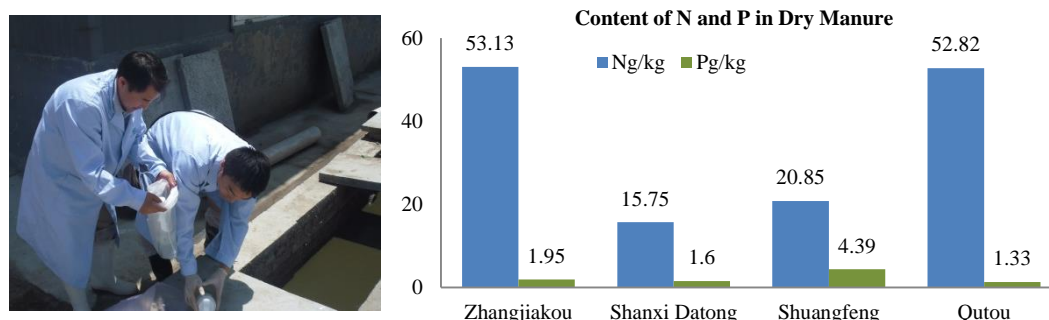 Content of N and P in Dry Manure
60
53.13
Ng/kg
Pg/kg
52.82
40
20
15.75
20.85
1.95
1.6
4.39
1.33
0
Zhangjiakou
Shanxi Datong
Shuangfeng
Qutou